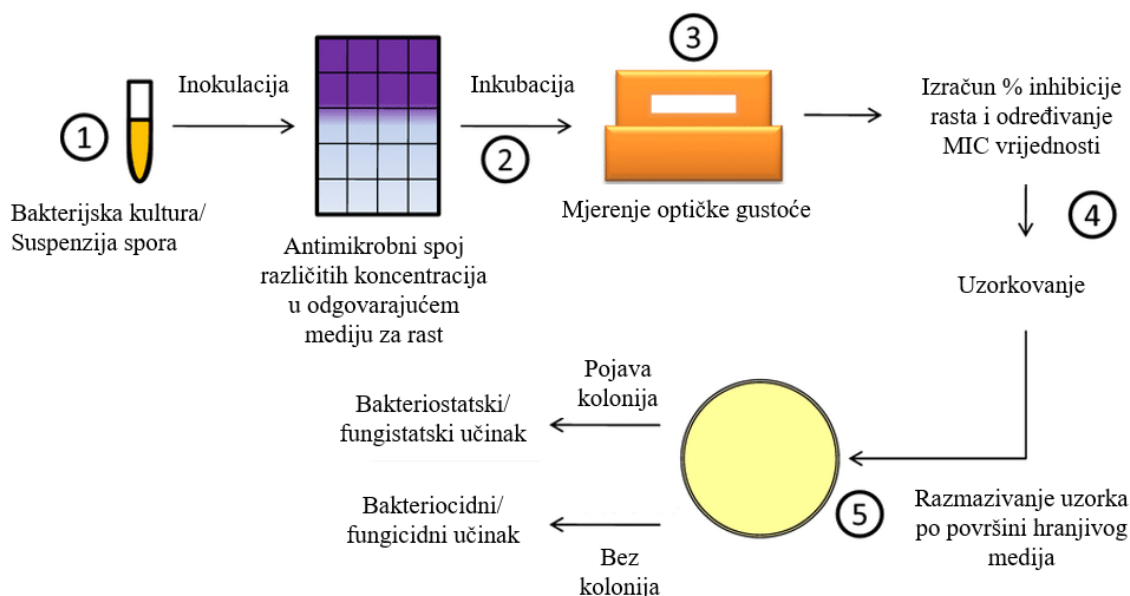 1
Bakterijska kultura/
Suspenzija spora
Inokulacija
Antimikrobni spoj
različitih koncentracija
u odgovarajućem
mediju za rast
Inkubacija
2
3
Mjerenje optičke gustoće
Izračun % inhibicije
rasta i određivanje
MIC vrijednosti
4
Uzorkovanje
Razmazivanje uzorka
po površini hranjivog
medija
5
Pojava
kolonija
Bakteriostatski/
fungistatski učinak
Bakteriocidni/
fungicidni učinak
Bez
kolonija